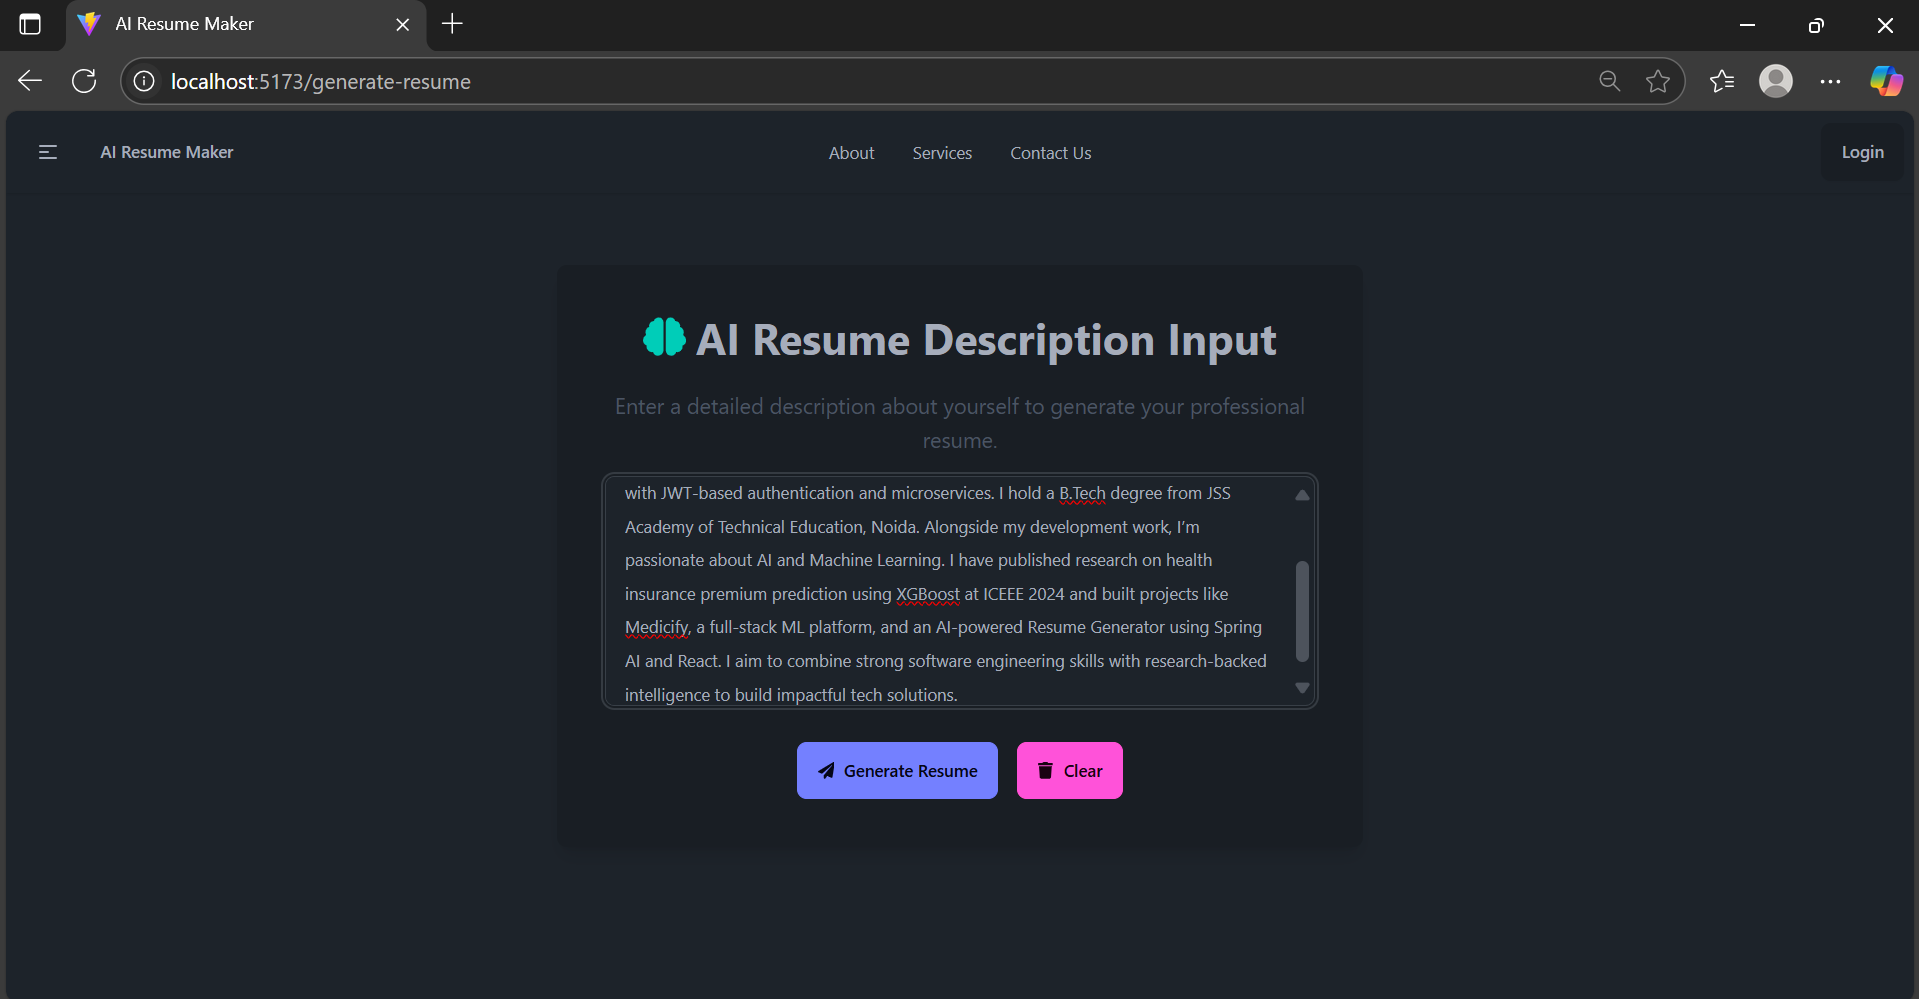 AI Resume Maker
localhost:5173/generate-resume
AI Resume Maker
About
Services
Contact Us
Login
AI Resume Description Input
Enter a detailed description about yourself to generate your professional
resume.
with JWT-based authentication and microservices. I hold a B.Tech degree from JSS
Academy of Technical Education, Noida. Alongside my development work, I’m
passionate about AI and Machine Learning. I have published research on health
insurance premium prediction using XGBoost at ICEEE 2024 and built projects like
Medicify, a full-stack ML platform, and an AI-powered Resume Generator using Spring
AI and React. I aim to combine strong software engineering skills with research-backed
intelligence to build impactful tech solutions.
Generate Resume
Clear